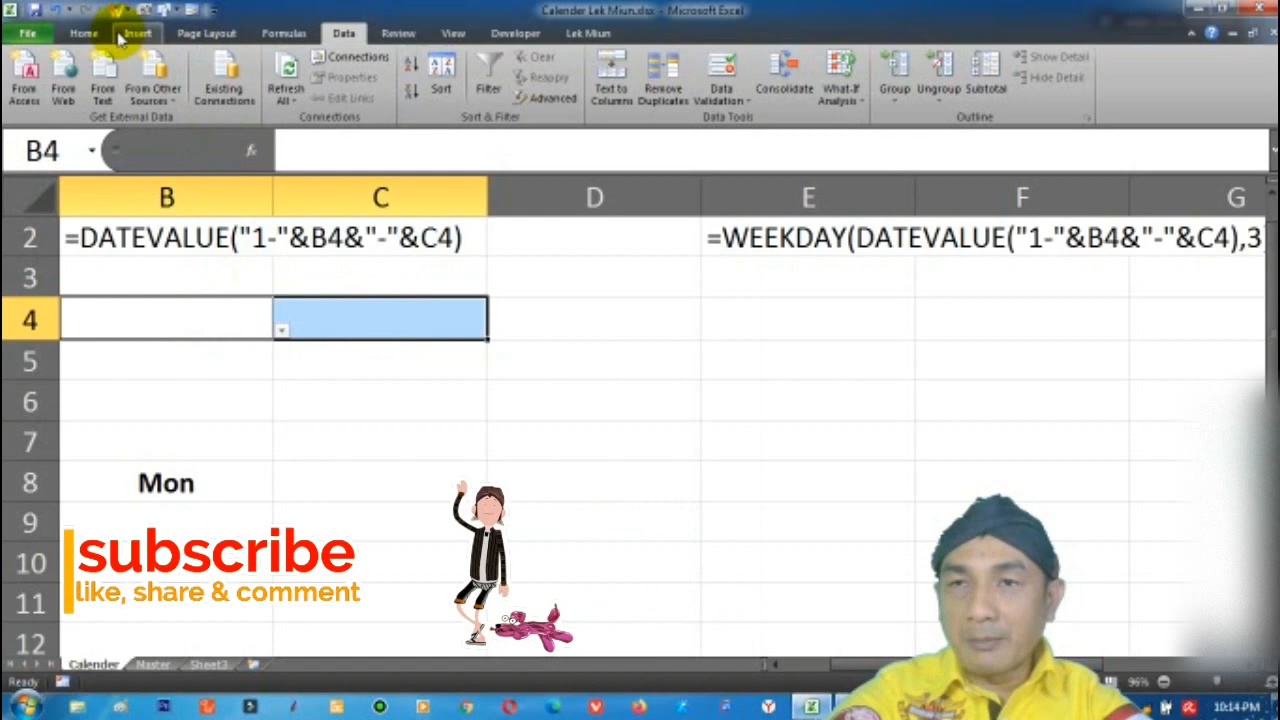 Calender Lek Miun.xlsx - Microsoft Excel
File Home Insert Page Layout Formulas Data Review View Developer Lek Miun
From Access
From Web
From Text
From Other Sources
Existing Connections
Get External Data
Refresh All
Connections
Properties
Edit Links
Connections
Sort
Filter
Clear
Reapply
Advanced
Sort & Filter
Text to Columns
Remove Duplicates
Data Validation
Consolidate
What-If Analysis
Data Tools
Group
Ungroup
Subtotal
Show Detail
Hide Detail
Outline
B4 = fx
B C D E F G
2 =DATEVALUE("1-"&B4&"-"&C4) =WEEKDAY(DATEVALUE("1-"&B4&"-"&C4),3
3
4
5
6
7
8 Mon
9
10
11
12
subscribe
like, share & comment
Calender Master Sheet3
Ready 96%
10:14 PM